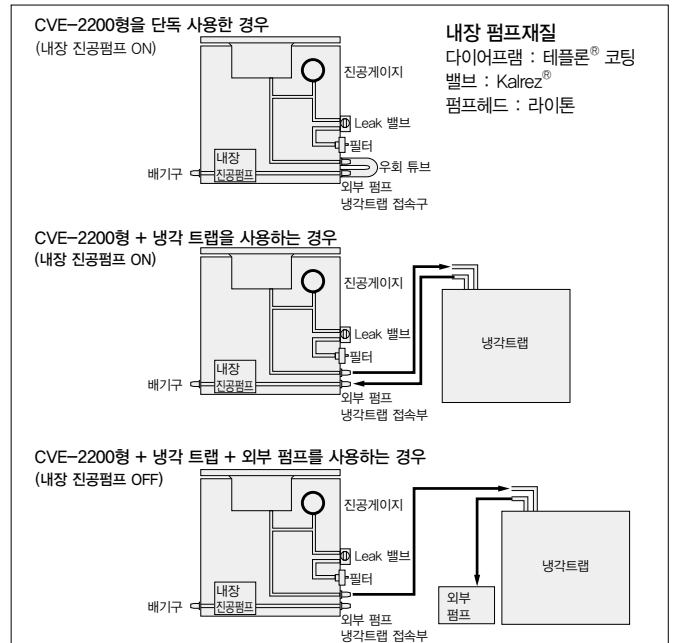 CVE-2200형을 단독 사용한 경우
(내장 진공펌프 ON)
진공게이지
Leak 밸브
필터
우회 튜브
내장
진공펌프
배기구
외부 펌프
냉각트랩 접속구
내장 펌프재질
다이어프램 : 테플론® 코팅
밸브 : Kalrez®
펌프헤드 : 라이톤
CVE-2200형 + 냉각 트랩을 사용하는 경우
(내장 진공펌프 ON)
진공게이지
Leak 밸브
필터
내장
진공펌프
배기구
외부 펌프
냉각트랩 접속부
냉각트랩
CVE-2200형 + 냉각 트랩 + 외부 펌프를 사용하는 경우
(내장 진공펌프 OFF)
진공게이지
Leak 밸브
필터
내장
진공펌프
배기구
외부 펌프
냉각트랩 접속부
외부
펌프
냉각트랩